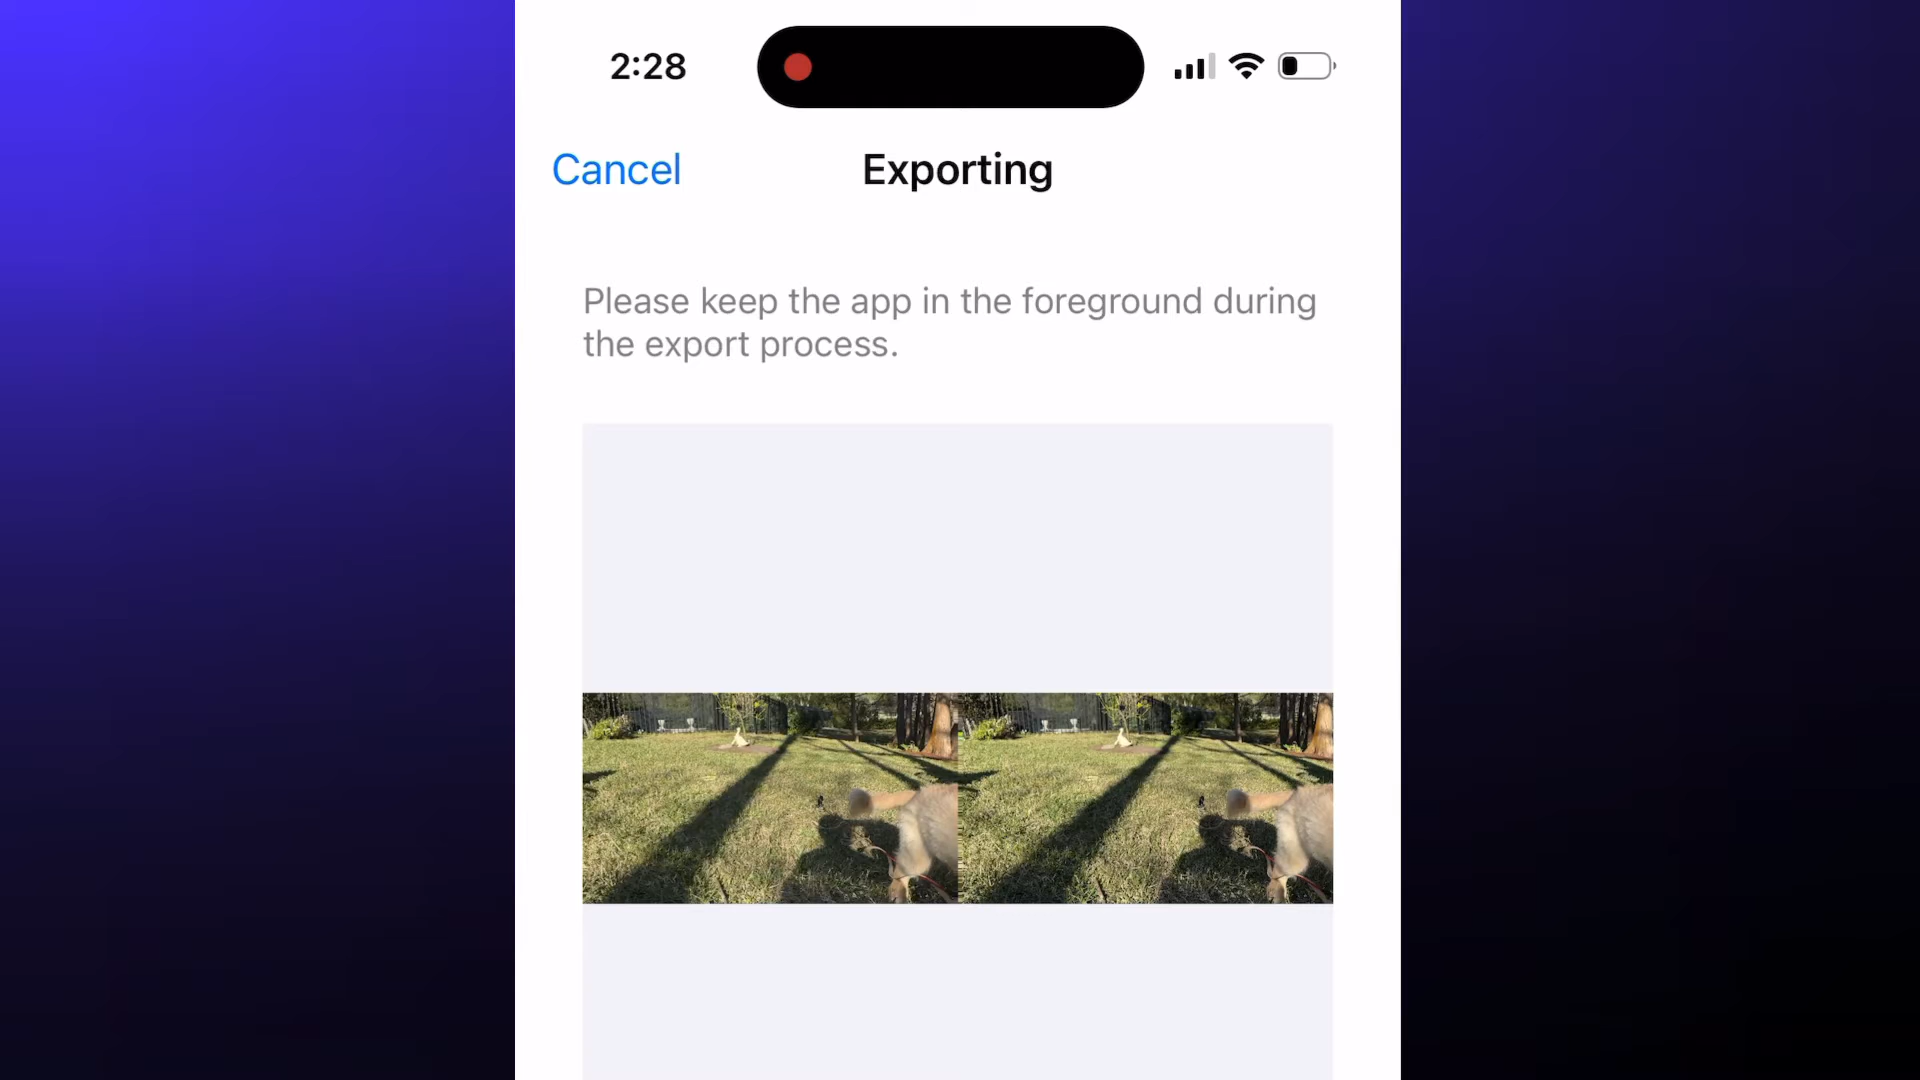 2:28
Cancel
Exporting
Please keep the app in the foreground during
the export process.